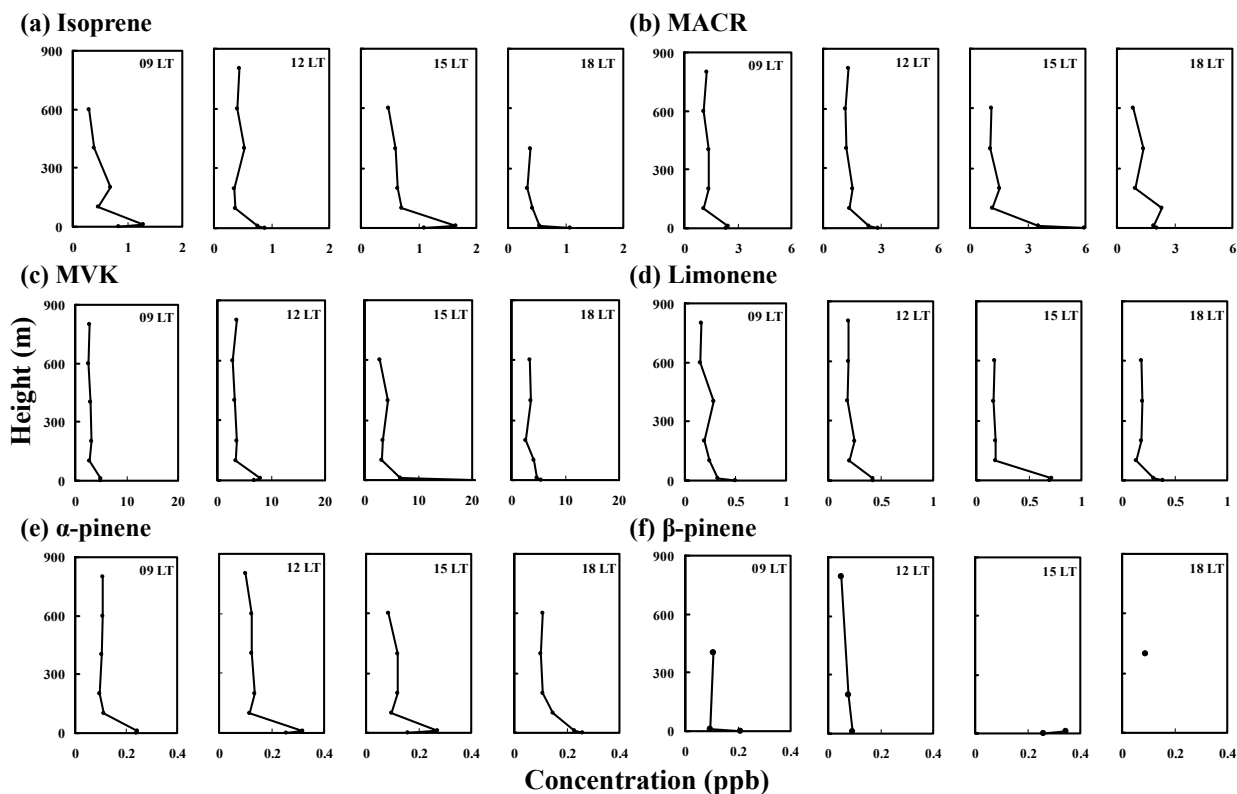 (a) Isoprene (b) MACR
900 09 LT 12 LT 15 LT 18 LT 900 09 LT 12 LT 15 LT 18 LT
600 600
300 300
0 0
0 1 2 0 1 2 0 1 2 0 1 2 0 3 6 0 3 6 0 3 6 0 3 6
(c) MVK (d) Limonene
900 09 LT 12 LT 15 LT 18 LT 900 09 LT 12 LT 15 LT 18 LT
600 600
Height (m)
300 300
0 0
0 10 20 0 10 20 0 10 20 0 10 20 0 0.5 1 0 0.5 1 0 0.5 1 0 0.5 1
(e) α-pinene (f) β-pinene
900 09 LT 12 LT 15 LT 18 LT 900 09 LT 12 LT 15 LT 18 LT
600 600
300 300
0 0
0 0.2 0.4 0 0.2 0.4 0 0.2 0.4 0 0.2 0.4 0 0.2 0.4 0 0.2 0.4 0 0.2 0.4 0 0.2 0.4
Concentration (ppb)